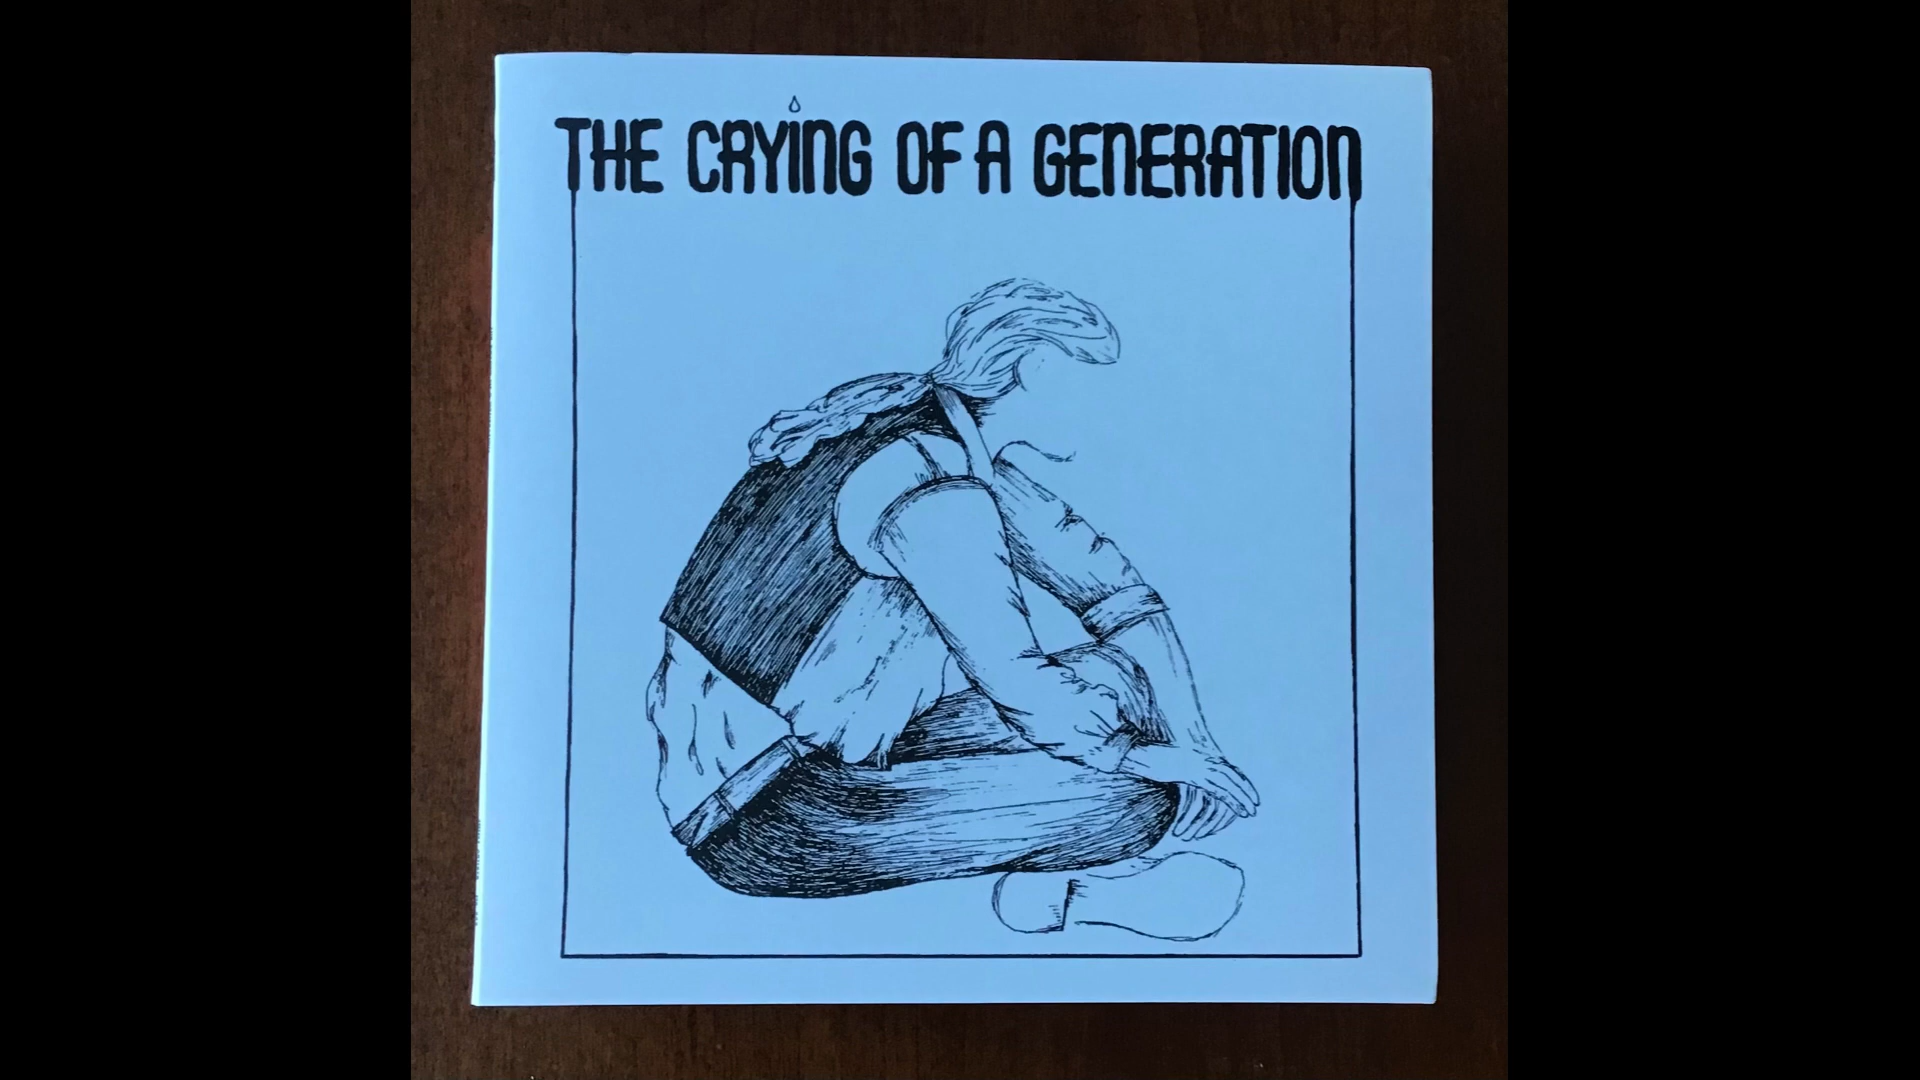 THE CRYiNG OF A GENERATION